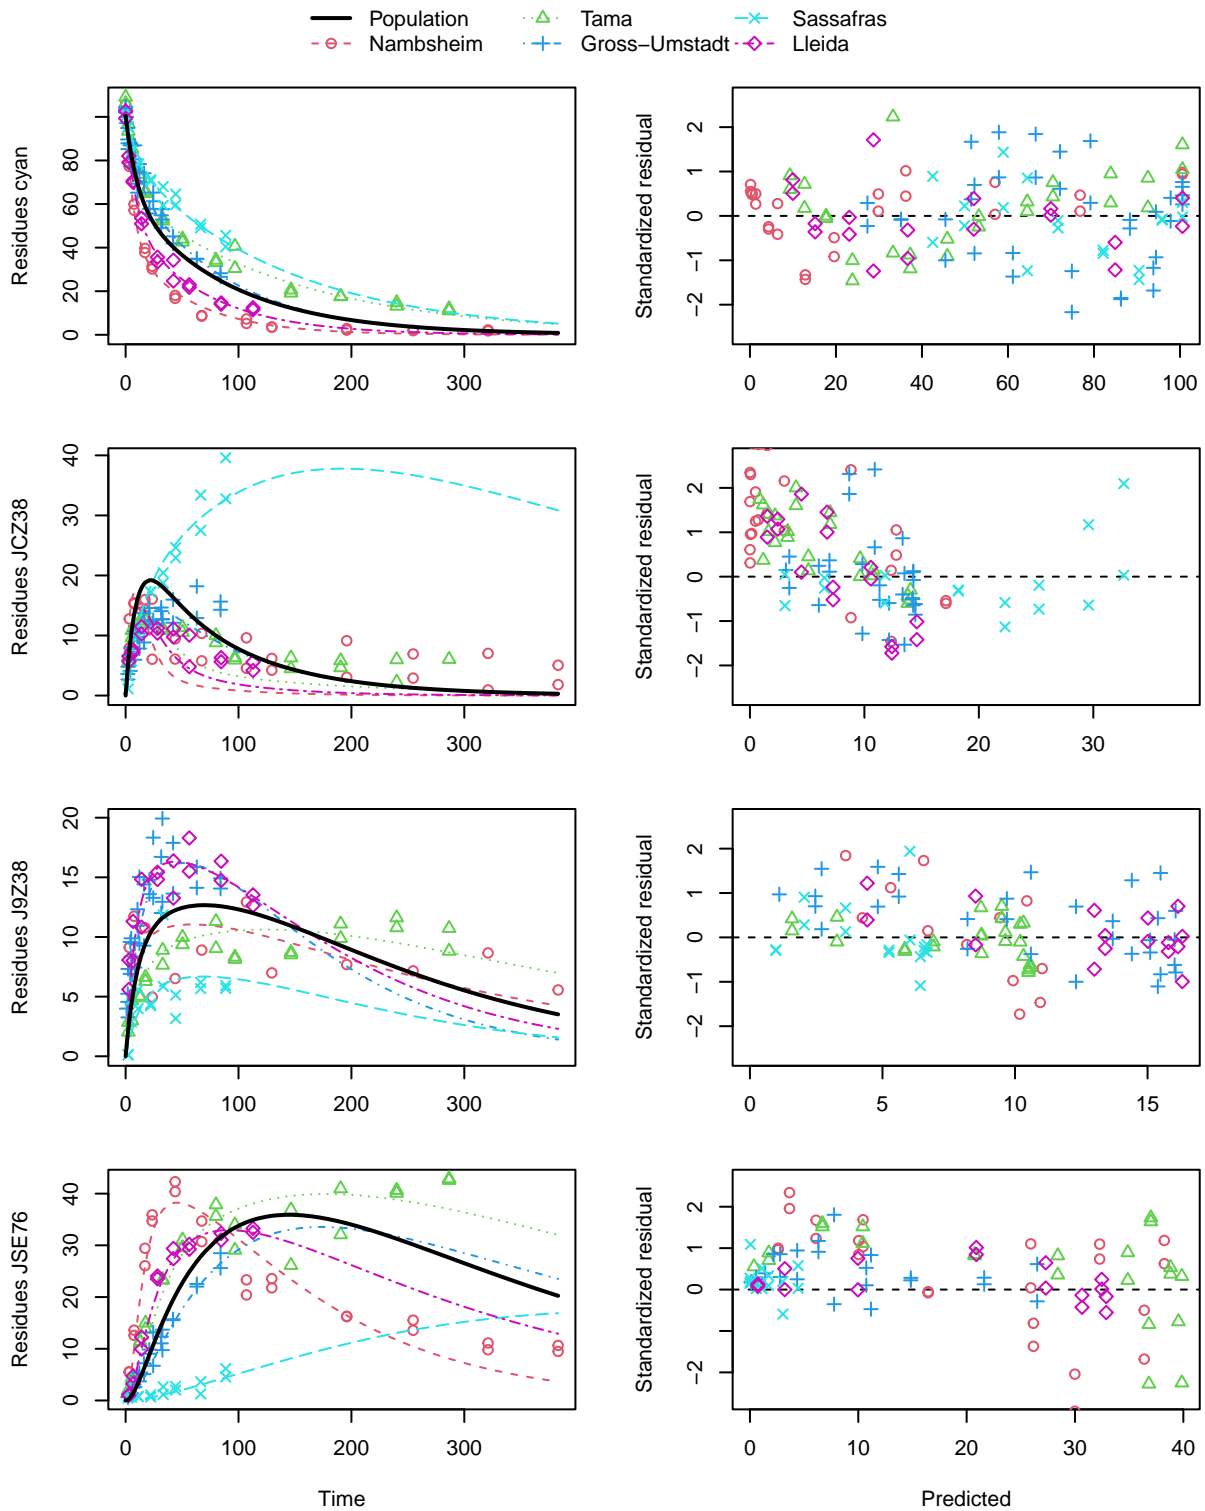 Population Tama Sassafras
Nambsheim Gross−Umstadt Lleida
Residues cyan
0 20 40 60 80
0 100 200 300
Standardized residual
−2 −1 0 1 2
0 20 40 60 80 100
Residues JCZ38
0 10 20 30 40
0 100 200 300
Standardized residual
−2 −1 0 1 2
0 10 20 30
Residues J9Z38
0 5 10 15 20
0 100 200 300
Standardized residual
−2 −1 0 1 2
0 5 10 15
Residues JSE76
0 10 20 30 40
0 100 200 300
Time
Standardized residual
−2 0 1 2
0 10 20 30 40
Predicted